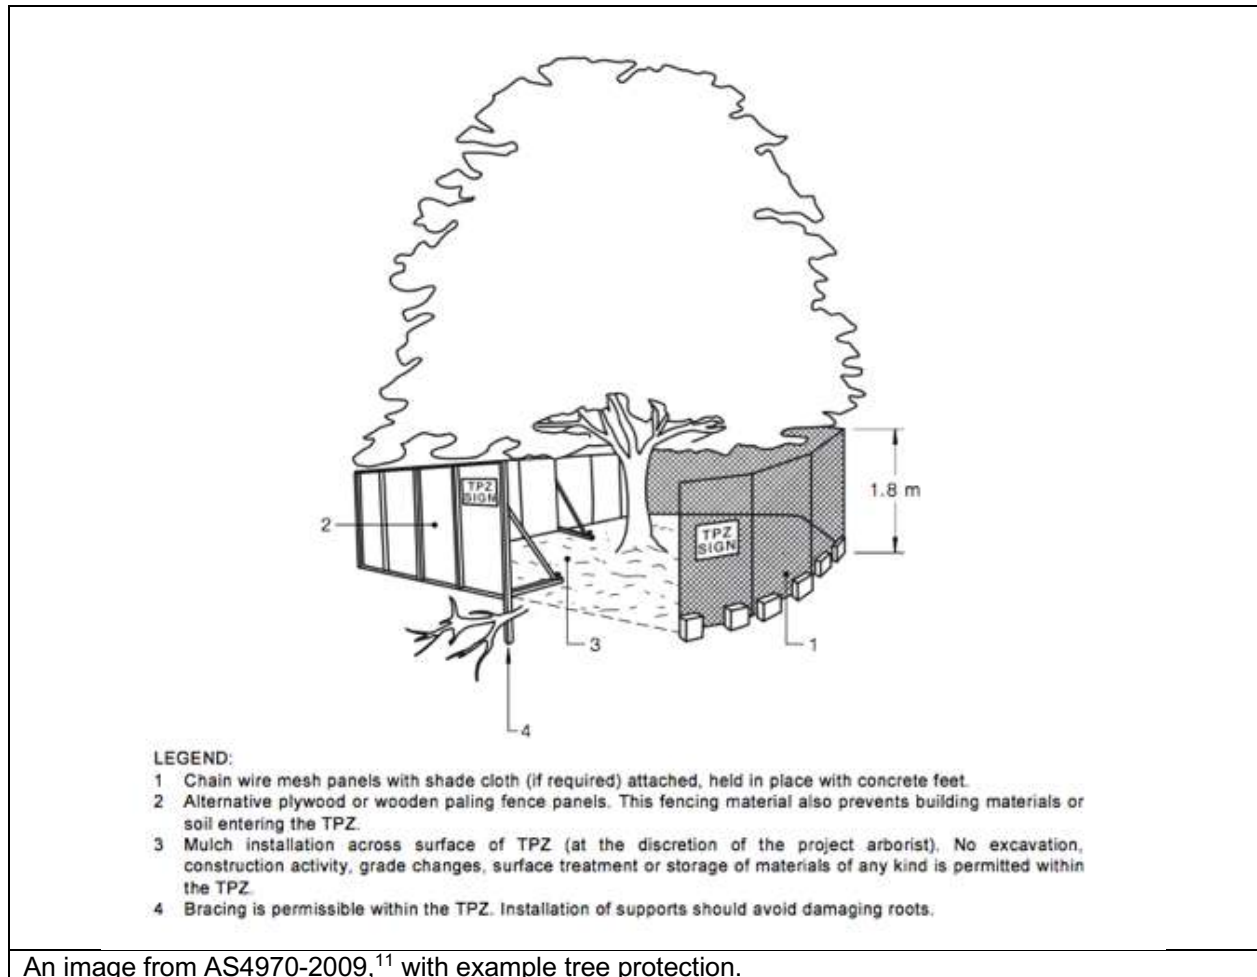 TPZ
SIGN
TPZ
SIGN
1.8 m
2
3
1
4
LEGEND:
1 Chain wire mesh panels with shade cloth (if required) attached, held in place with concrete feet.
2 Alternative plywood or wooden paling fence panels. This fencing material also prevents building materials or
soil entering the TPZ.
3 Mulch installation across surface of TPZ (at the discretion of the project arborist). No excavation,
construction activity, grade changes, surface treatment or storage of materials of any kind is permitted within
the TPZ.
4 Bracing is permissible within the TPZ. Installation of supports should avoid damaging roots.
An image from AS4970-2009,¹¹ with example tree protection.